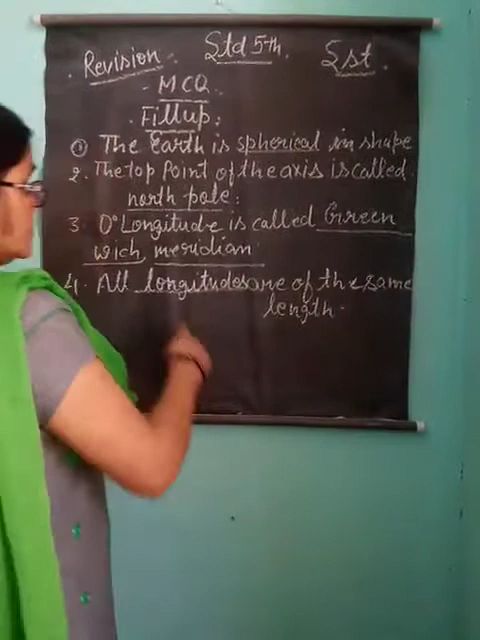 Revision. Std 5th. Sst.
- MCQ
. Fillup:
① The Earth is spherical in shape
2. The top Point of the axis is called
north pole:
3. 0° Longitude is called Green
wich meridian
4. All longitudes are of the same
length.